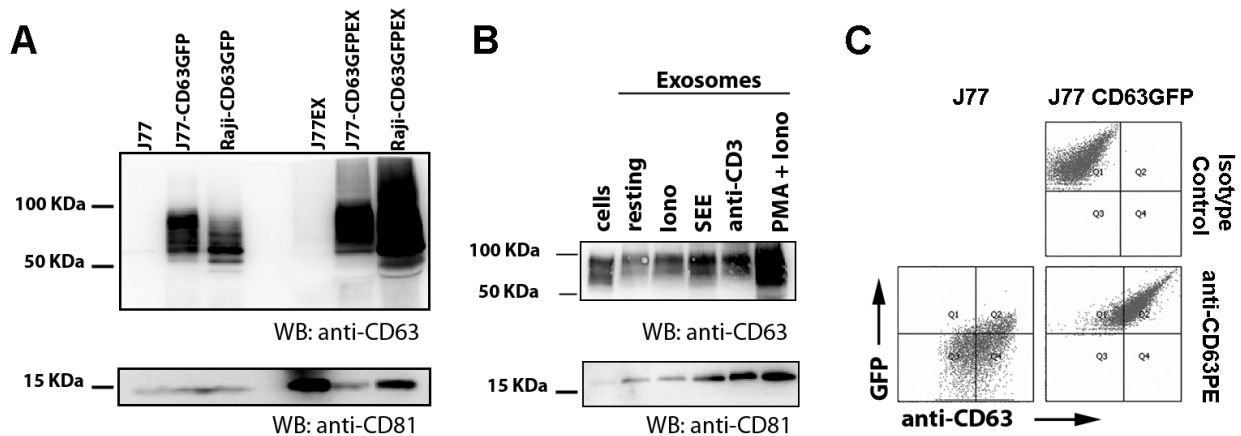 A
J77
J77-CD63GFP
Raji-CD63GFP
J77EX
J77-CD63GFPEX
Raji-CD63GFPEX
100 KDa
50 KDa
WB: anti-CD63
15 KDa
WB: anti-CD81
B
Exosomes
cells
resting
Iono
SEE
anti-CD3
PMA + Iono
100 KDa
50 KDa
WB: anti-CD63
15 KDa
WB: anti-CD81
C
J77
J77 CD63GFP
Q1
Q2
Q3
Q4
Isotype
Control
Q1
Q2
Q3
Q4
Q1
Q2
Q3
Q4
anti-CD63PE
GFP
anti-CD63